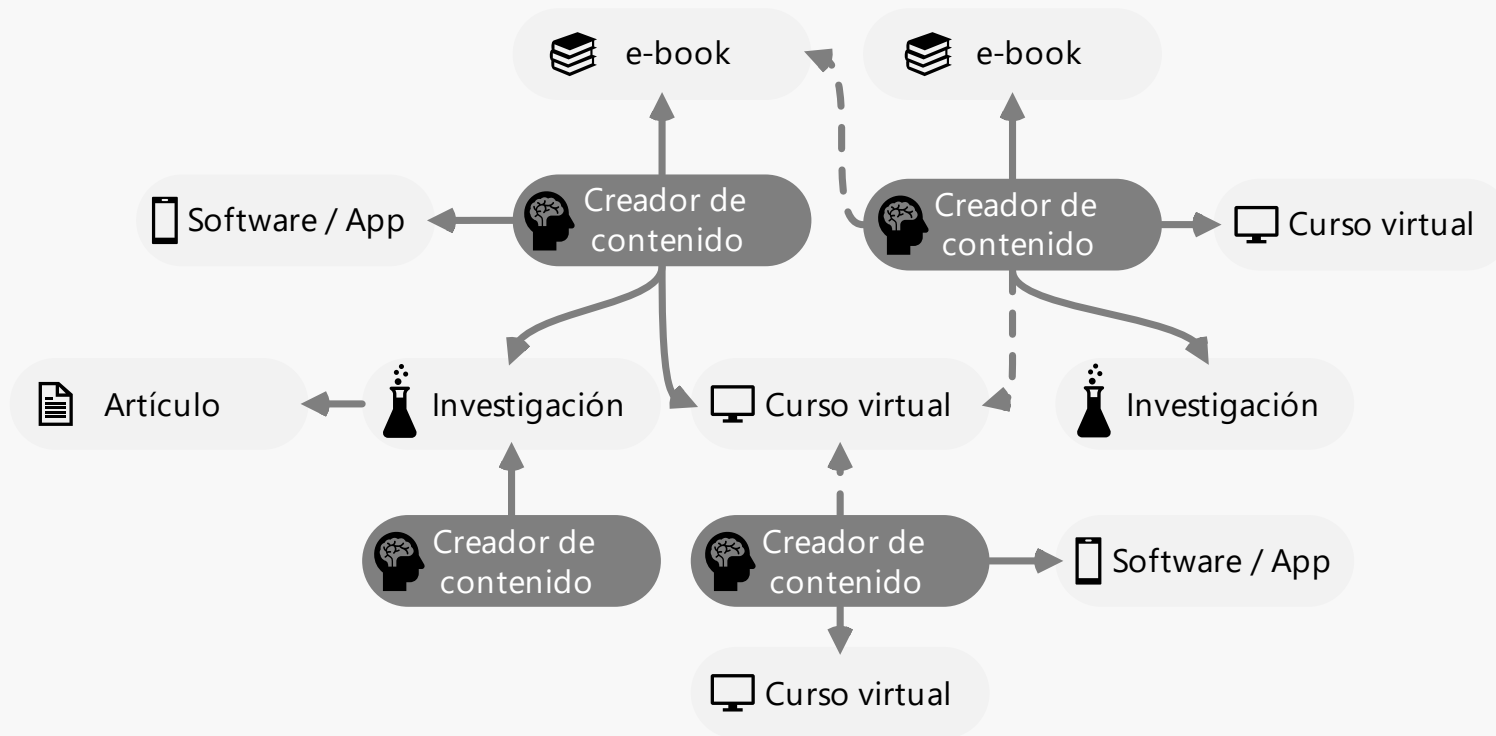 e-book
e-book
Creador de
contenido
Creador de
contenido
Software / App
Curso virtual
Artículo
Investigación
Curso virtual
Investigación
Creador de
contenido
Creador de
contenido
Software / App
Curso virtual